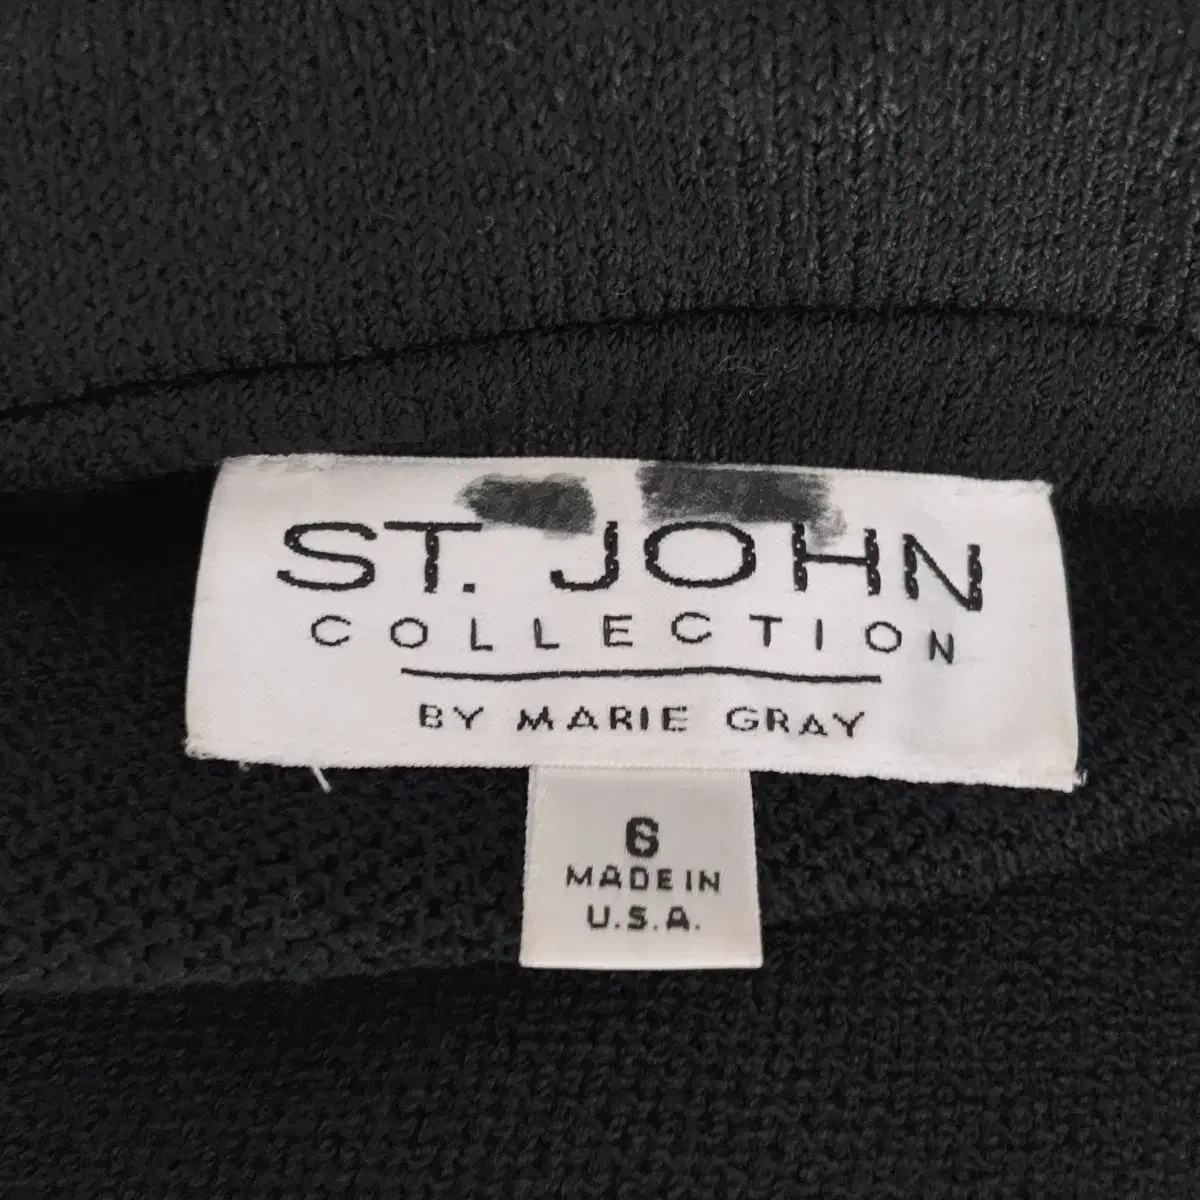 ST. JOHN
COLLECTION
BY MARIE GRAY
6
MADE IN
U.S.A.